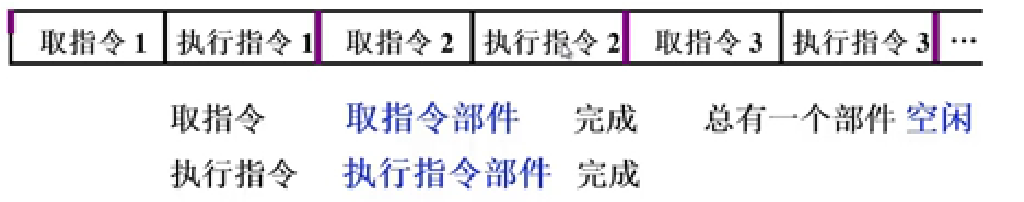 取指令 1 执行指令 1 取指令 2 执行指令 2 取指令 3 执行指令 3 …
取指令 取指令部件 完成 总有一个部件 空闲
执行指令 执行指令部件 完成